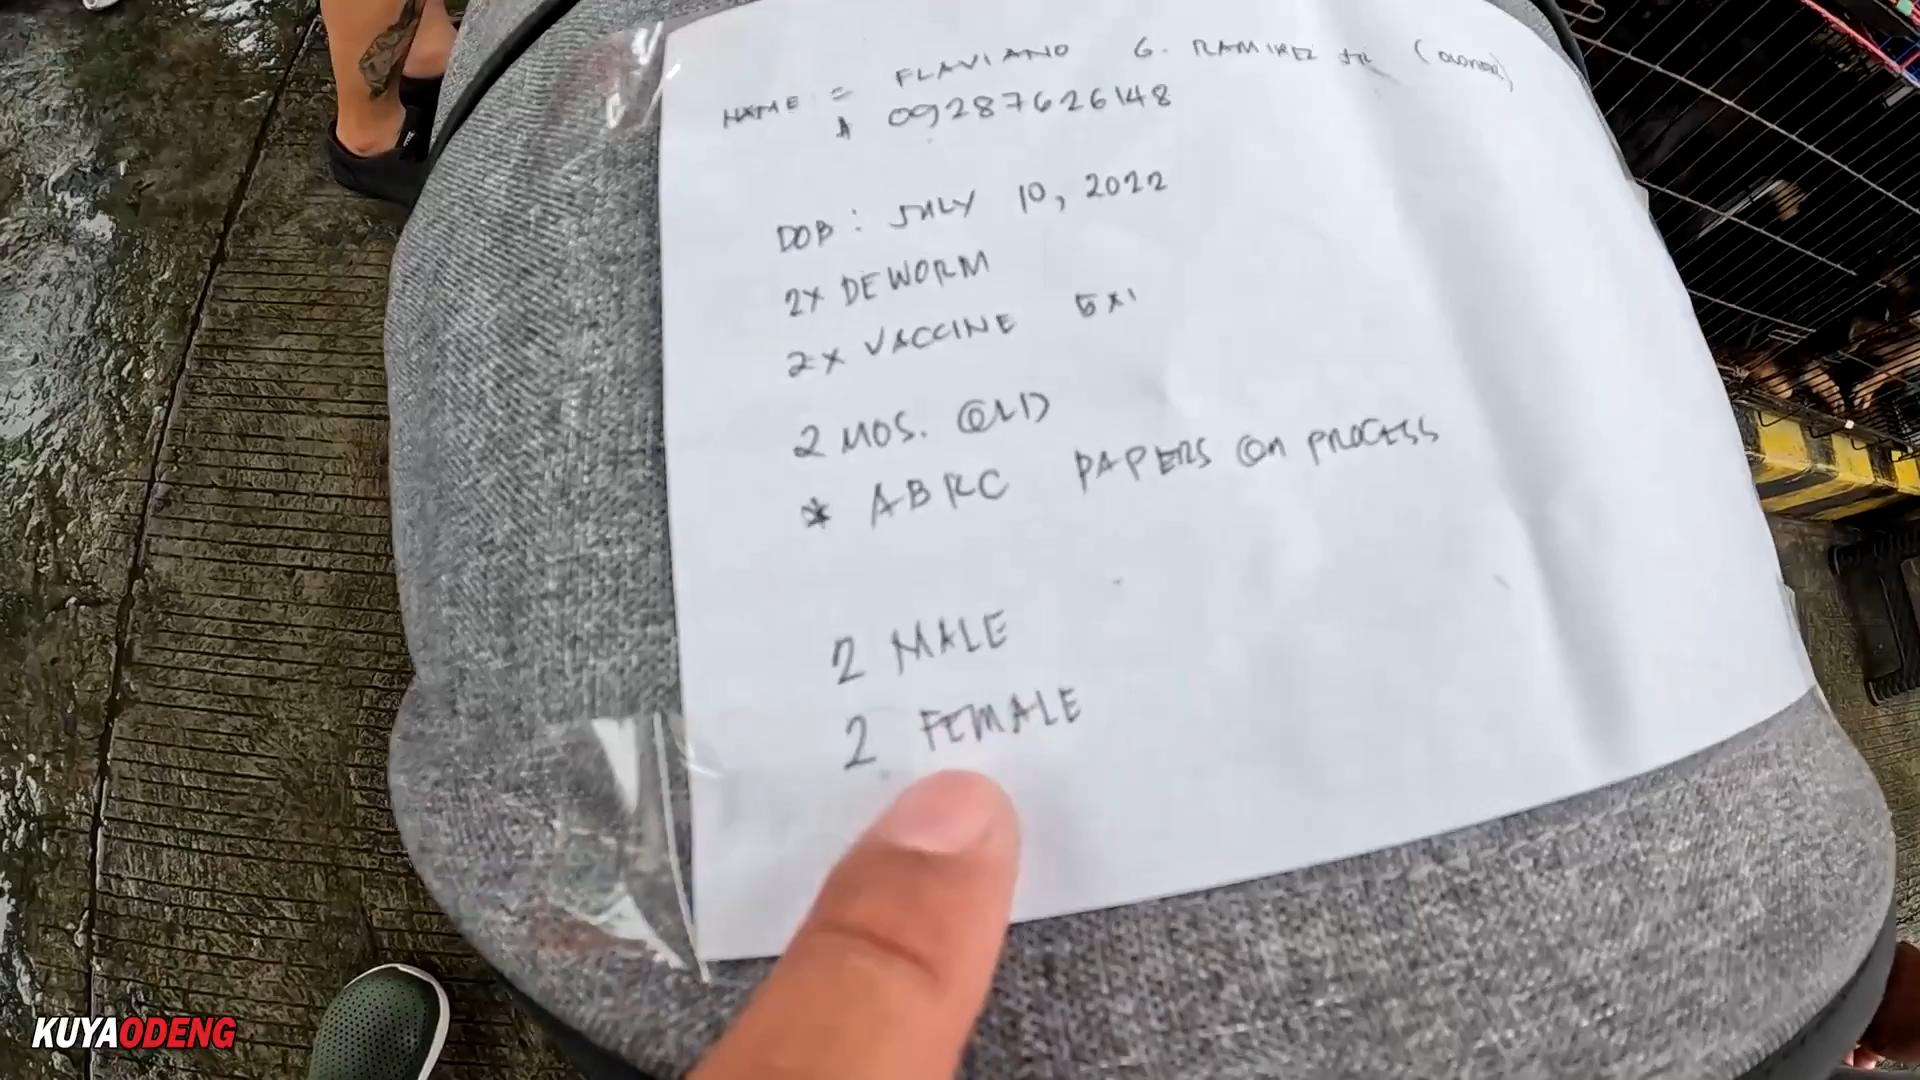 NAME = FLAVIANO G. RAMIREZ JR (OWNER)
# 09287626148
DOB : JULY 10, 2022
2X DEWORM
2X VACCINE 5X1
2 MOS. OLD
* ABKC PAPERS ON PROCESS
2 MALE
2 FEMALE
KUYAODENG